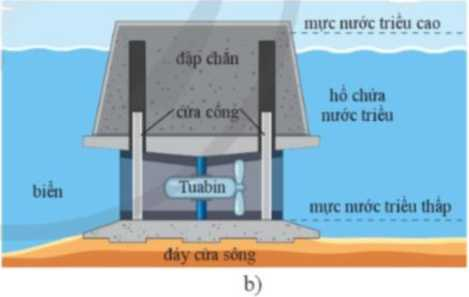 mực nước triều cao
đập chắn
cửa cống
hồ chứa
nước triều
biển
Tuabin
mực nước triều thấp
đáy cửa sông
b)